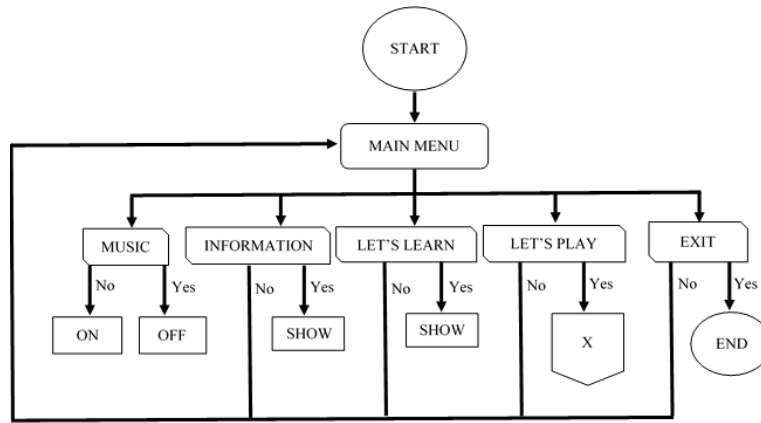 START
MAIN MENU
MUSIC
INFORMATION
LET'S LEARN
LET'S PLAY
EXIT
No
Yes
No
Yes
No
Yes
No
Yes
No
Yes
ON
OFF
SHOW
SHOW
X
END